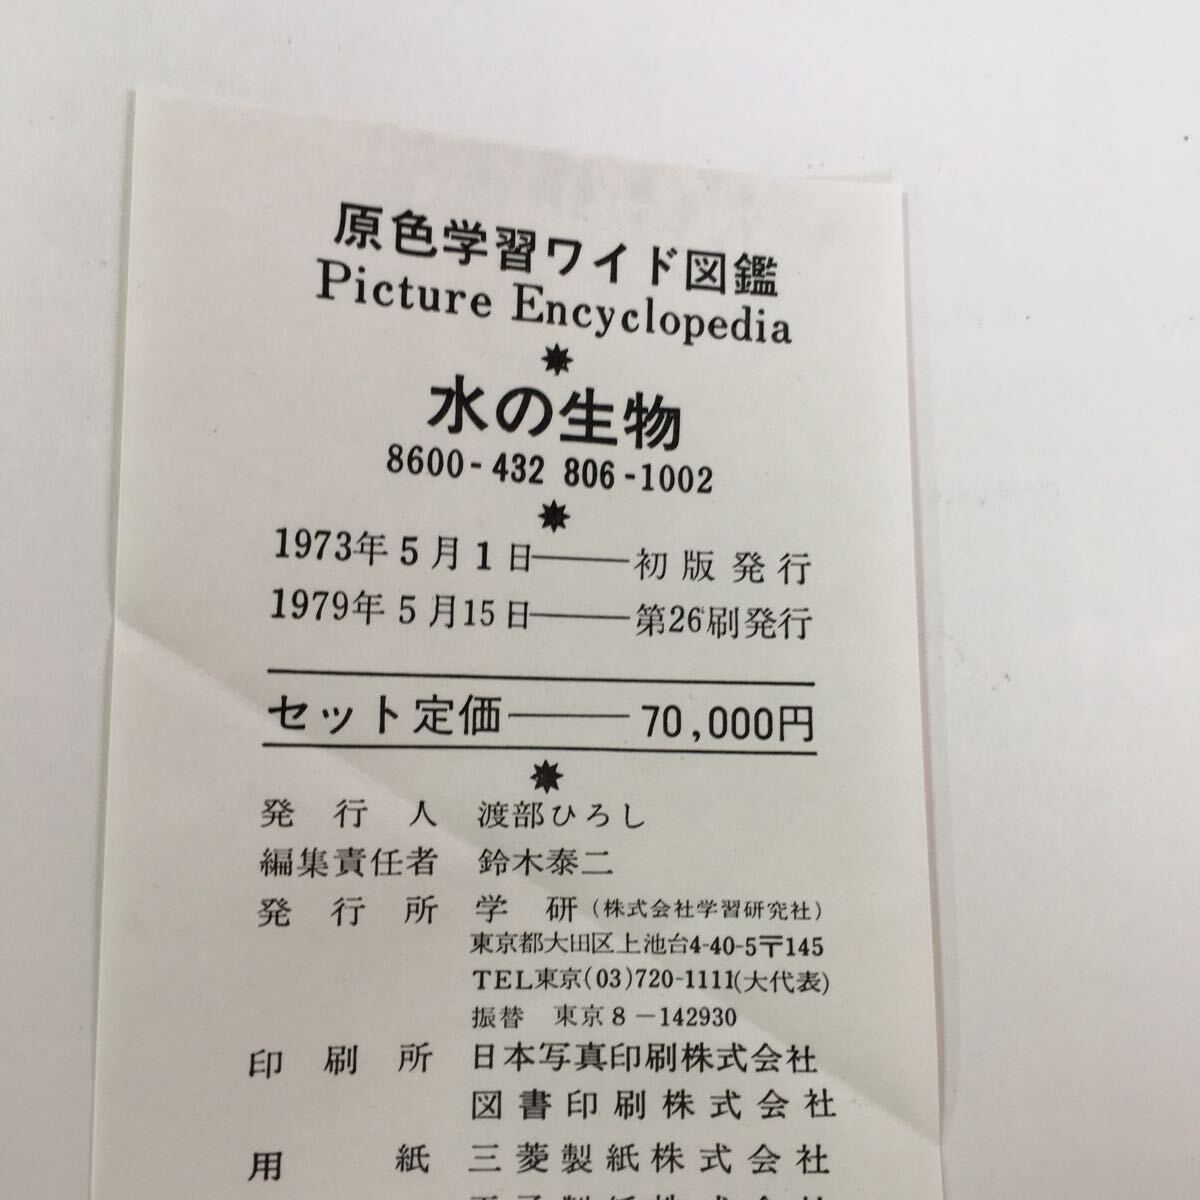 原色学習ワイド図鑑
Picture Encyclopedia
水の生物
8600-432 806-1002
1973年5月1日――初版発行
1979年5月15日――第26刷発行
セット定価――70,000円
発行人 渡部ひろし
編集責任者 鈴木泰二
発行所 学研(株式会社学習研究社)
東京都大田区上池台4-40-5〒145
TEL東京(03)720-1111(大代表)
振替 東京8-142930
印刷所 日本写真印刷株式会社
図書印刷株式会社
用紙 三菱製紙株式会社